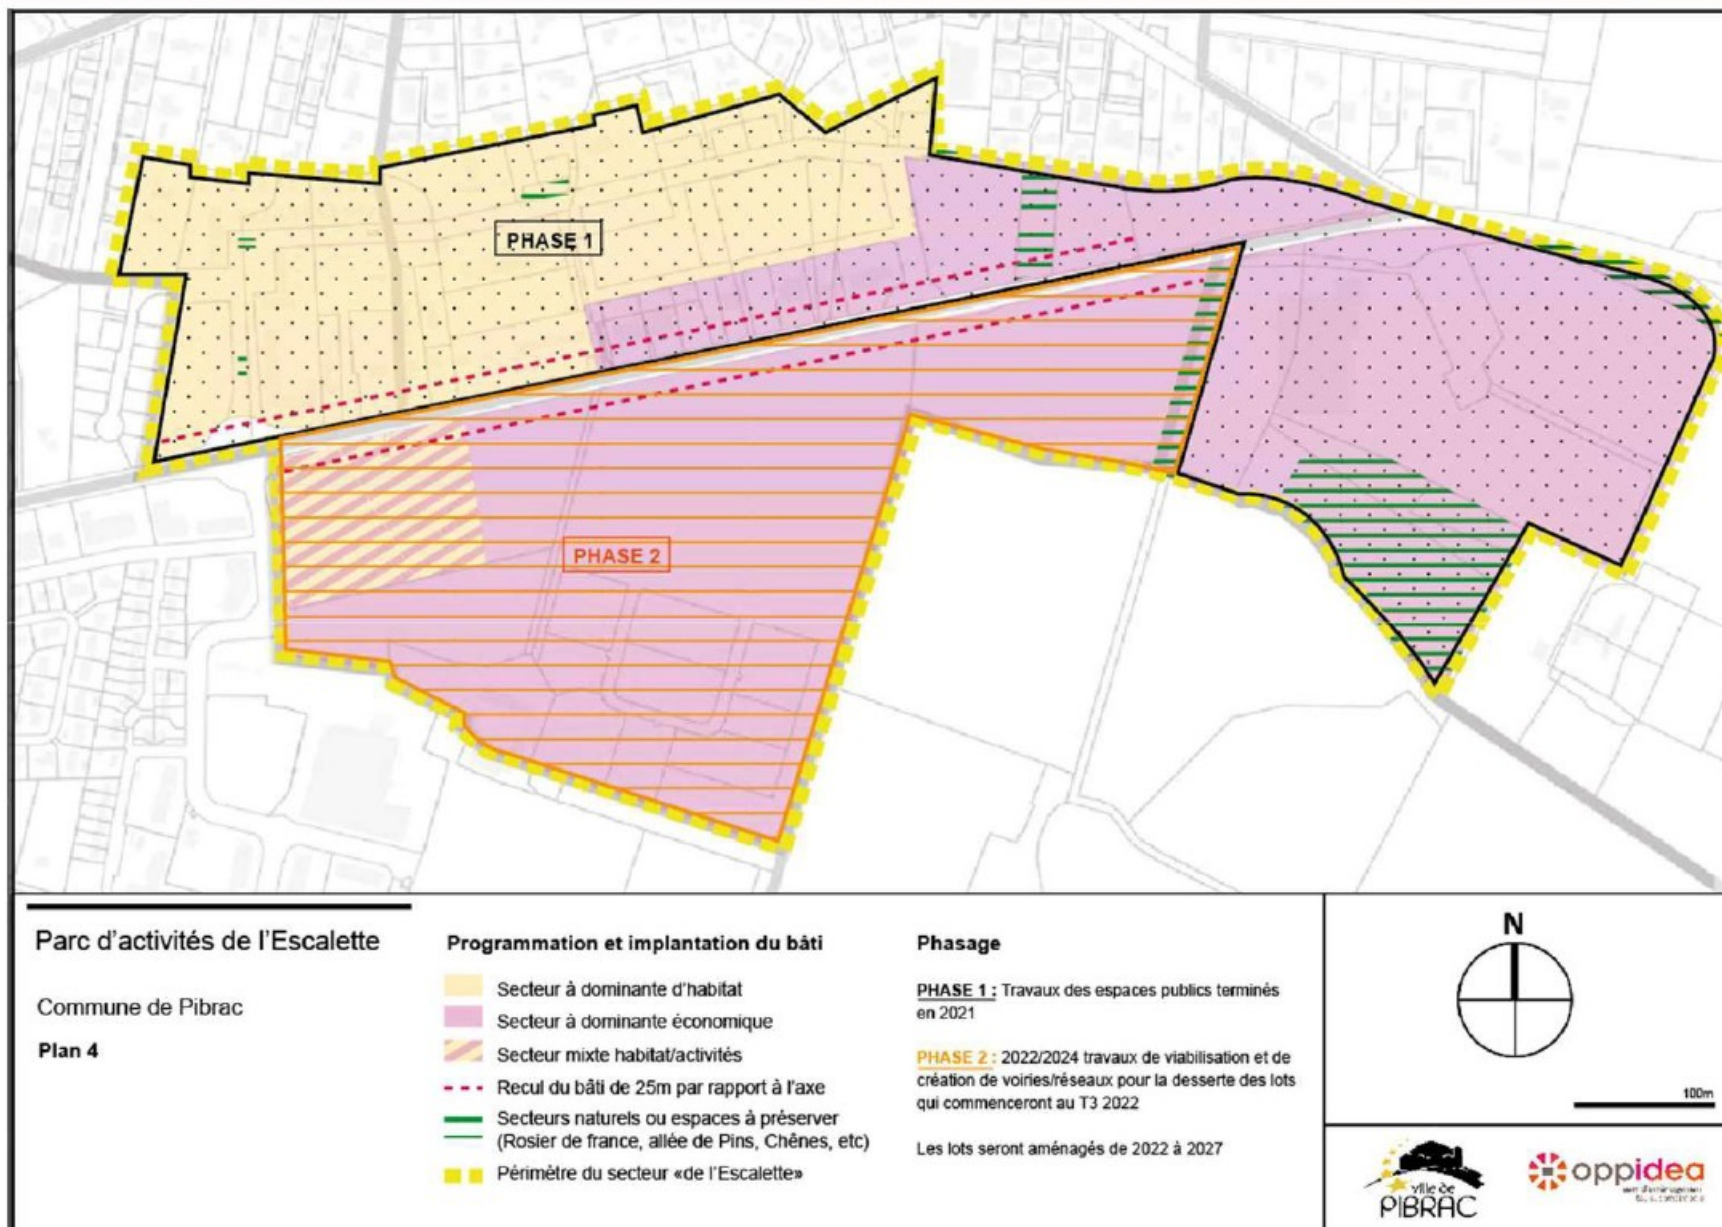 PHASE 1
PHASE 2
Parc d'activités de l'Escalette
Commune de Pibrac
Plan 4
Programmation et implantation du bâti
Secteur à dominante d'habitat
Secteur à dominante économique
Secteur mixte habitat/activités
Recul du bâti de 25m par rapport à l'axe
Secteurs naturels ou espaces à préserver
(Rosier de france, allée de Pins, Chênes, etc)
Périmètre du secteur «de l'Escalette»
Phasage
PHASE 1 : Travaux des espaces publics terminés
en 2021
PHASE 2 : 2022/2024 travaux de viabilisation et de
création de voiries/réseaux pour la desserte des lots
qui commenceront au T3 2022
Les lots seront aménagés de 2022 à 2027
N
100m
ville de
PIBRAC
oppidea